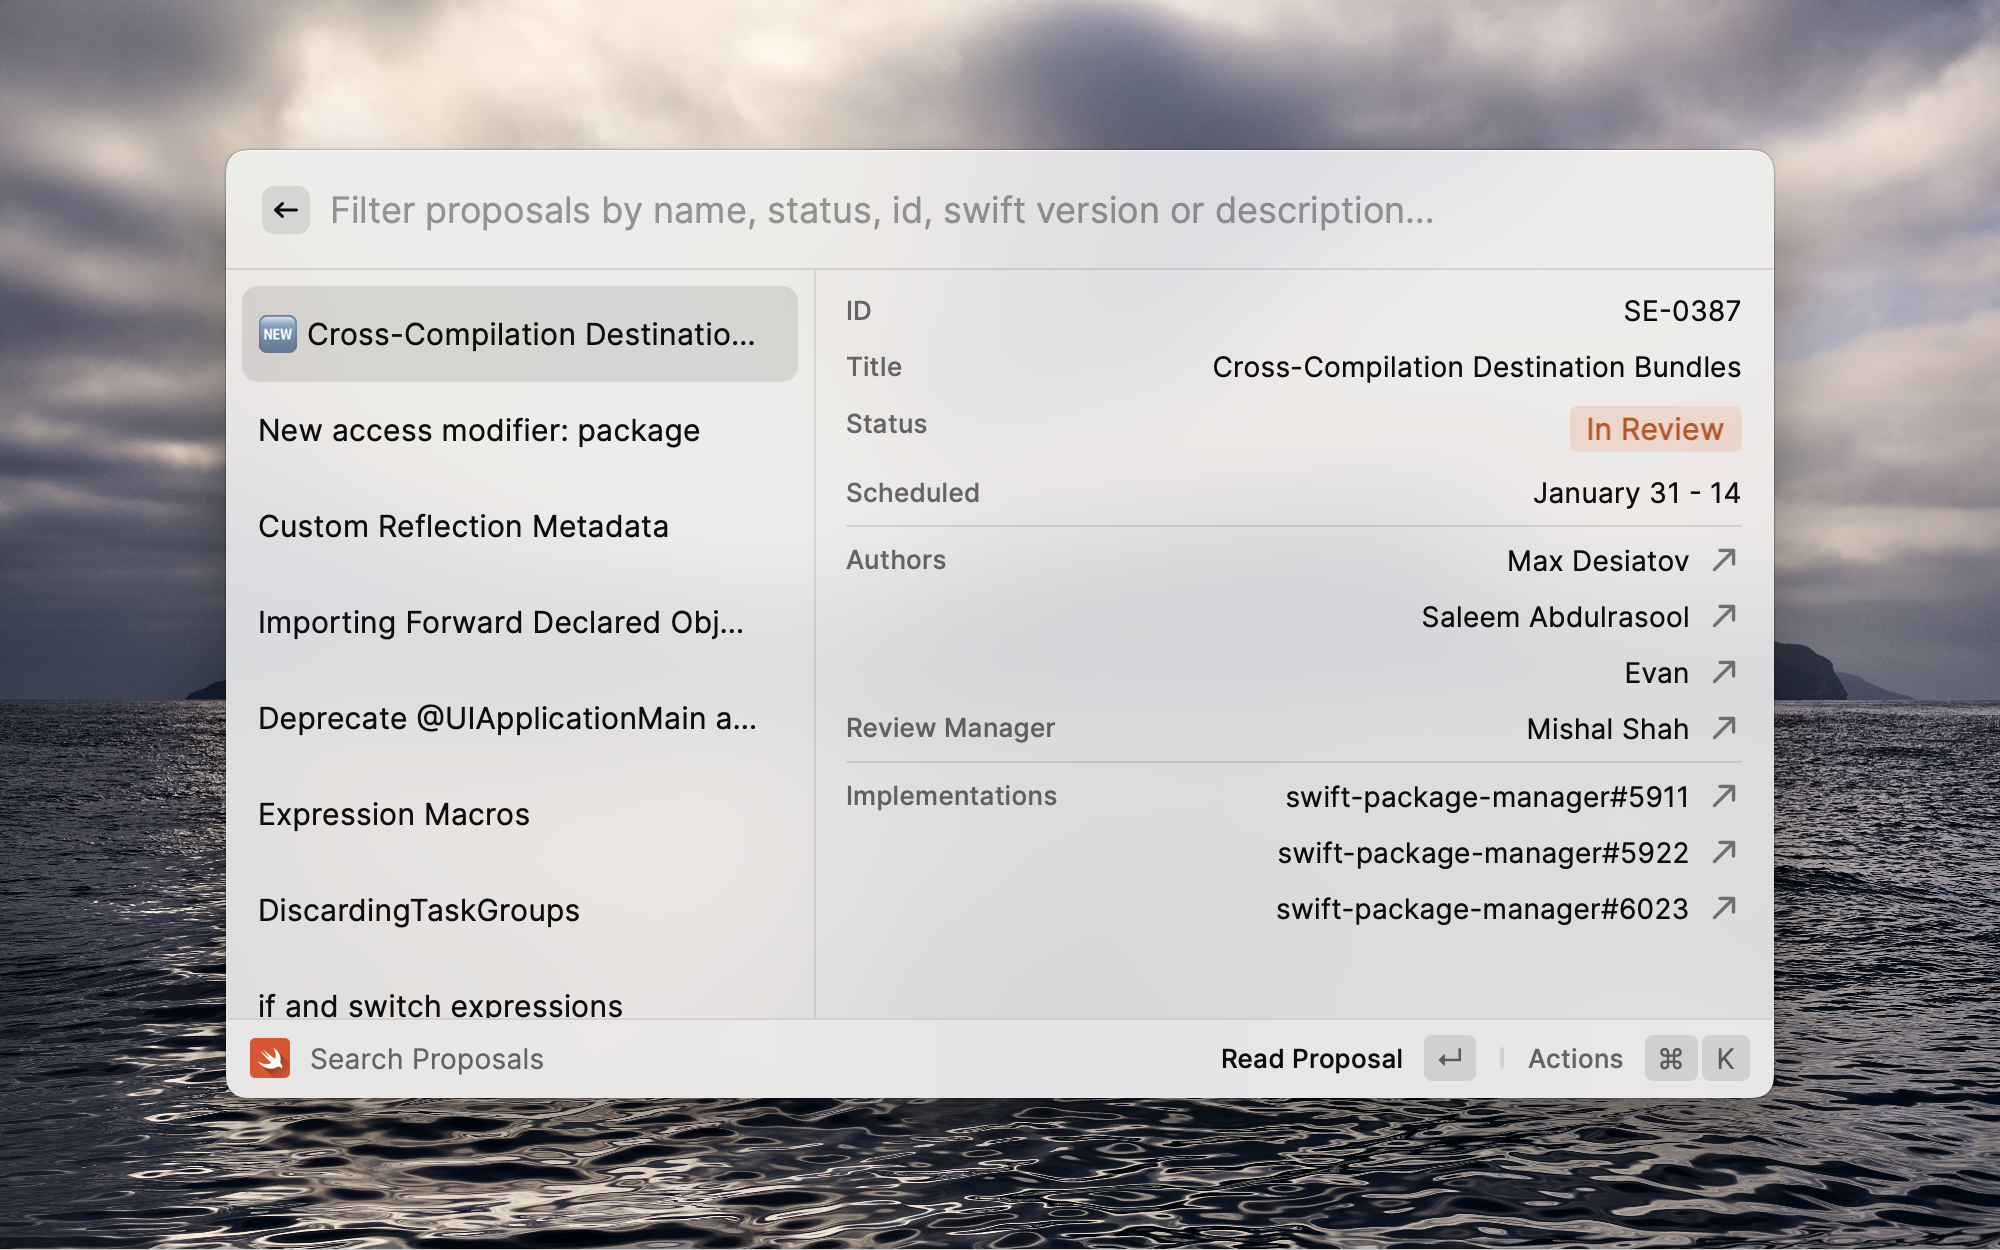 Filter proposals by name, status, id, swift version or description...
NEW Cross-Compilation Destinatio...
New access modifier: package
Custom Reflection Metadata
Importing Forward Declared Obj...
Deprecate @UIApplicationMain a...
Expression Macros
DiscardingTaskGroups
if and switch expressions
ID SE-0387
Title Cross-Compilation Destination Bundles
Status In Review
Scheduled January 31 - 14
Authors Max Desiatov
Saleem Abdulrasool
Evan
Review Manager Mishal Shah
Implementations swift-package-manager#5911
swift-package-manager#5922
swift-package-manager#6023
Search Proposals Read Proposal Actions ⌘ K